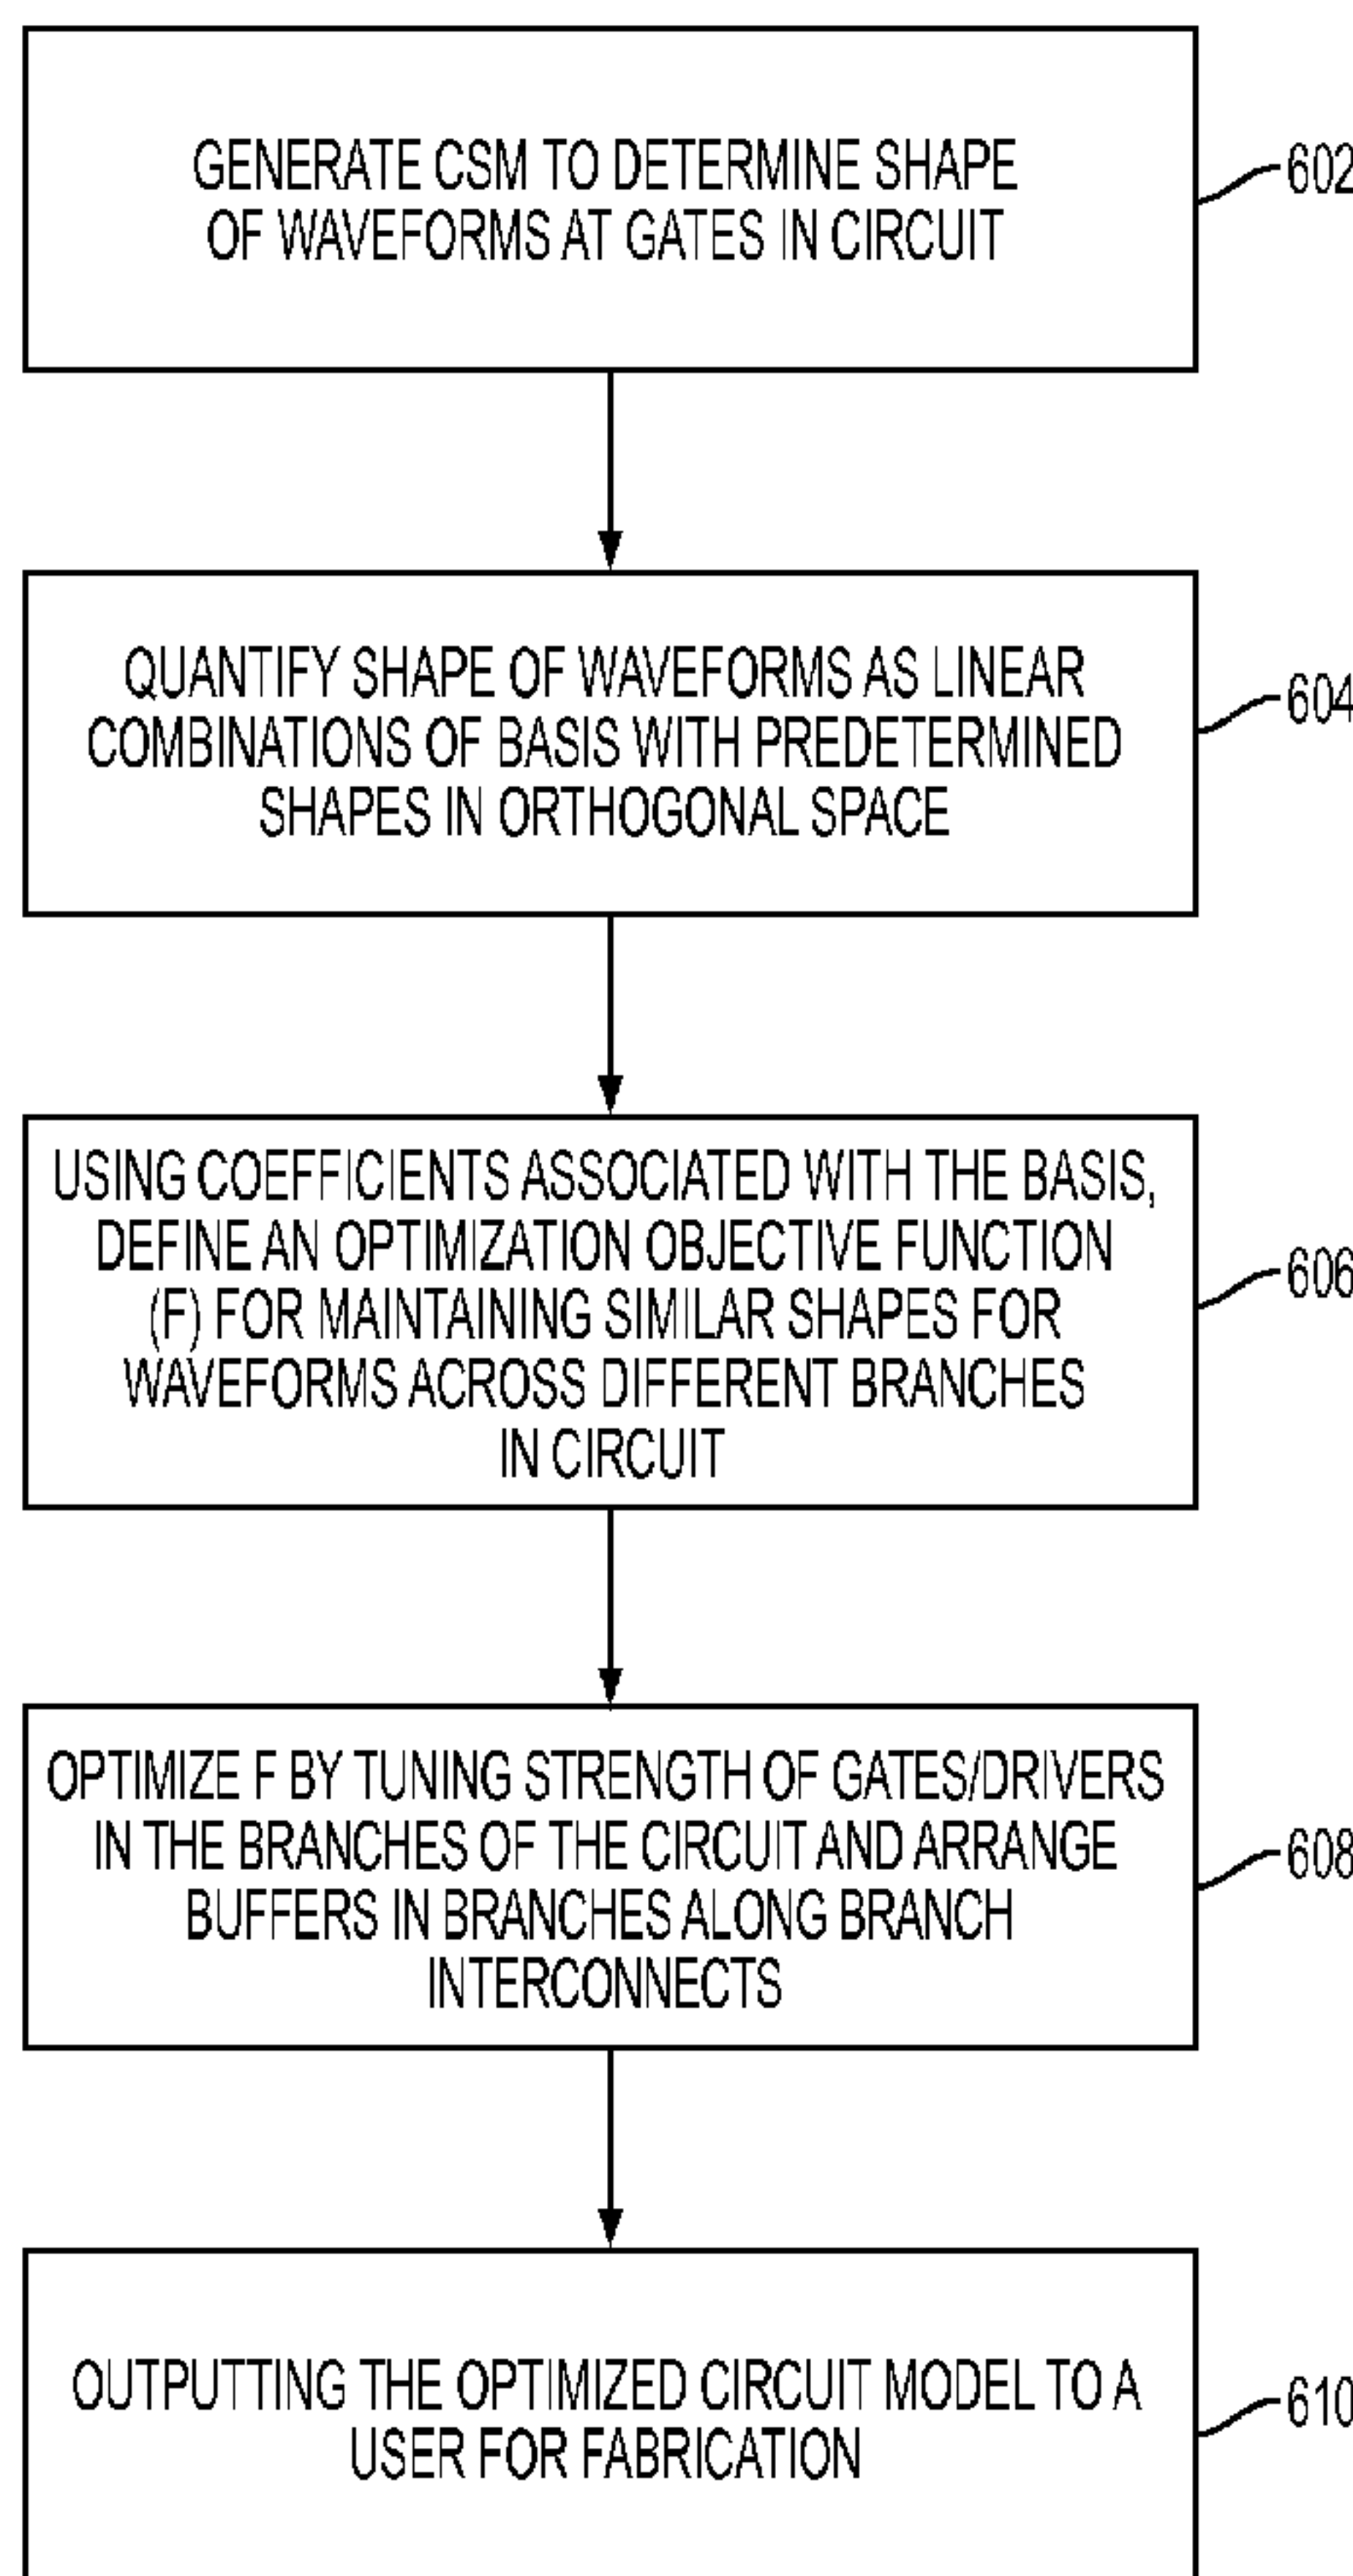 GENERATE CSM TO DETERMINE SHAPE
OF WAVEFORMS AT GATES IN CIRCUIT
602
QUANTIFY SHAPE OF WAVEFORMS AS LINEAR
COMBINATIONS OF BASIS WITH PREDETERMINED
SHAPES IN ORTHOGONAL SPACE
604
USING COEFFICIENTS ASSOCIATED WITH THE BASIS,
DEFINE AN OPTIMIZATION OBJECTIVE FUNCTION
(F) FOR MAINTAINING SIMILAR SHAPES FOR
WAVEFORMS ACROSS DIFFERENT BRANCHES
IN CIRCUIT
606
OPTIMIZE F BY TUNING STRENGTH OF GATES/DRIVERS
IN THE BRANCHES OF THE CIRCUIT AND ARRANGE
BUFFERS IN BRANCHES ALONG BRANCH
INTERCONNECTS
608
OUTPUTTING THE OPTIMIZED CIRCUIT MODEL TO A
USER FOR FABRICATION
610